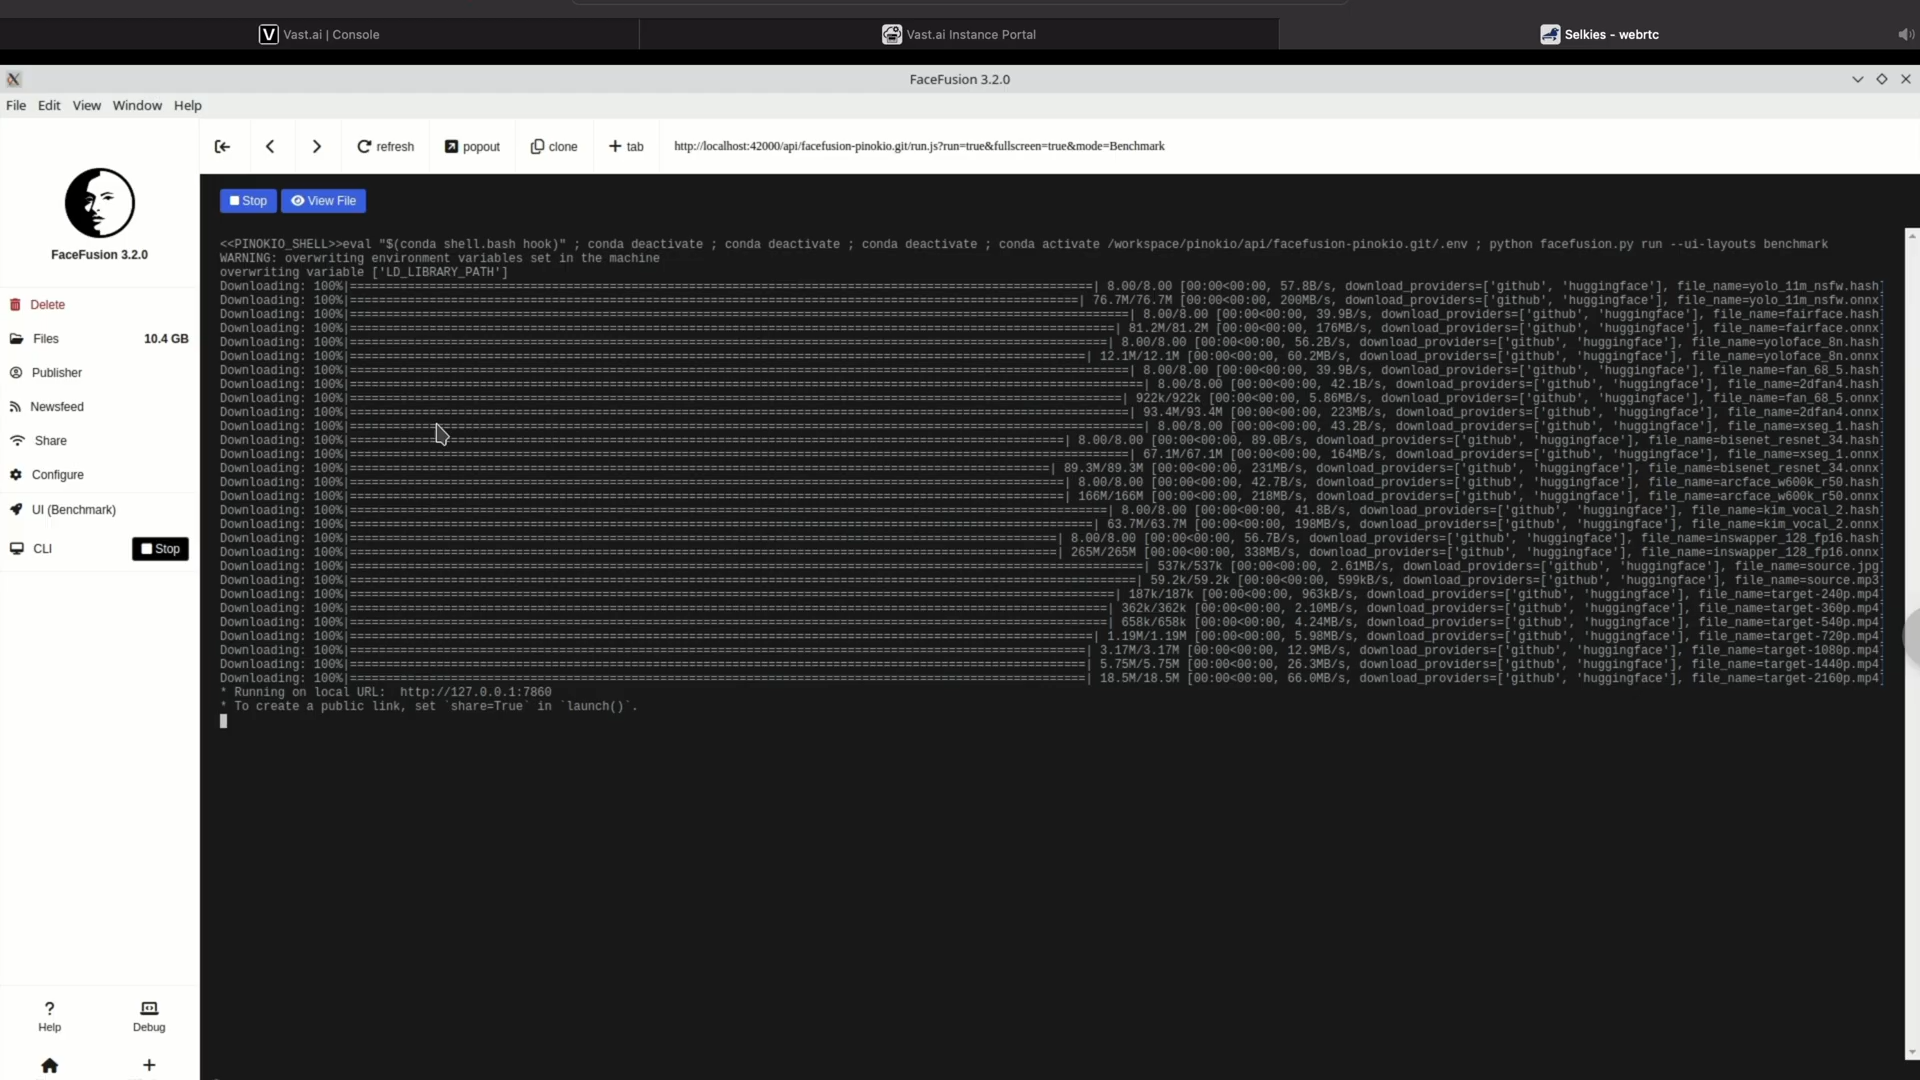 Vast.ai | Console
Vast.ai Instance Portal
Selkies - webrtc
FaceFusion 3.2.0
File Edit View Window Help
refresh popout clone + tab http://localhost:42000/api/facefusion-pinokio.git/run.js?run=true&fullscreen=true&mode=Benchmark
FaceFusion 3.2.0
Delete
Files 10.4 GB
Publisher
Newsfeed
Share
Configure
UI (Benchmark)
CLI Stop
? Help
Debug
Stop View File
<<PINOKIO_SHELL>>eval "$(conda shell.bash hook)" ; conda deactivate ; conda deactivate ; conda deactivate ; conda activate /workspace/pinokio/api/facefusion-pinokio.git/.env ; python facefusion.py run --ui-layouts benchmark
WARNING: overwriting environment variables set in the machine
overwriting variable ['LD_LIBRARY_PATH']
Downloading: 100%|==========| 8.00/8.00 [00:00<00:00, 57.8B/s, download_providers=['github', 'huggingface'], file_name=yolo_11m_nsfw.hash]
Downloading: 100%|==========| 76.7M/76.7M [00:00<00:00, 200MB/s, download_providers=['github', 'huggingface'], file_name=yolo_11m_nsfw.onnx]
Downloading: 100%|==========| 8.00/8.00 [00:00<00:00, 39.9B/s, download_providers=['github', 'huggingface'], file_name=fairface.hash]
Downloading: 100%|==========| 81.2M/81.2M [00:00<00:00, 176MB/s, download_providers=['github', 'huggingface'], file_name=fairface.onnx]
Downloading: 100%|==========| 8.00/8.00 [00:00<00:00, 56.2B/s, download_providers=['github', 'huggingface'], file_name=yoloface_8n.hash]
Downloading: 100%|==========| 12.1M/12.1M [00:00<00:00, 60.2MB/s, download_providers=['github', 'huggingface'], file_name=yoloface_8n.onnx]
Downloading: 100%|==========| 8.00/8.00 [00:00<00:00, 39.9B/s, download_providers=['github', 'huggingface'], file_name=fan_68_5.hash]
Downloading: 100%|==========| 8.00/8.00 [00:00<00:00, 42.1B/s, download_providers=['github', 'huggingface'], file_name=2dfan4.hash]
Downloading: 100%|==========| 922k/922k [00:00<00:00, 5.86MB/s, download_providers=['github', 'huggingface'], file_name=fan_68_5.onnx]
Downloading: 100%|==========| 93.4M/93.4M [00:00<00:00, 223MB/s, download_providers=['github', 'huggingface'], file_name=2dfan4.onnx]
Downloading: 100%|==========| 8.00/8.00 [00:00<00:00, 43.2B/s, download_providers=['github', 'huggingface'], file_name=xseg_1.hash]
Downloading: 100%|==========| 8.00/8.00 [00:00<00:00, 89.0B/s, download_providers=['github', 'huggingface'], file_name=bisenet_resnet_34.hash]
Downloading: 100%|==========| 67.1M/67.1M [00:00<00:00, 164MB/s, download_providers=['github', 'huggingface'], file_name=xseg_1.onnx]
Downloading: 100%|==========| 89.3M/89.3M [00:00<00:00, 231MB/s, download_providers=['github', 'huggingface'], file_name=bisenet_resnet_34.onnx]
Downloading: 100%|==========| 8.00/8.00 [00:00<00:00, 42.7B/s, download_providers=['github', 'huggingface'], file_name=arcface_w600k_r50.hash]
Downloading: 100%|==========| 166M/166M [00:00<00:00, 218MB/s, download_providers=['github', 'huggingface'], file_name=arcface_w600k_r50.onnx]
Downloading: 100%|==========| 8.00/8.00 [00:00<00:00, 41.8B/s, download_providers=['github', 'huggingface'], file_name=kim_vocal_2.hash]
Downloading: 100%|==========| 63.7M/63.7M [00:00<00:00, 198MB/s, download_providers=['github', 'huggingface'], file_name=kim_vocal_2.onnx]
Downloading: 100%|==========| 8.00/8.00 [00:00<00:00, 56.7B/s, download_providers=['github', 'huggingface'], file_name=inswapper_128_fp16.hash]
Downloading: 100%|==========| 265M/265M [00:00<00:00, 338MB/s, download_providers=['github', 'huggingface'], file_name=inswapper_128_fp16.onnx]
Downloading: 100%|==========| 537k/537k [00:00<00:00, 2.61MB/s, download_providers=['github', 'huggingface'], file_name=source.jpg]
Downloading: 100%|==========| 59.2k/59.2k [00:00<00:00, 599kB/s, download_providers=['github', 'huggingface'], file_name=source.mp3]
Downloading: 100%|==========| 187k/187k [00:00<00:00, 963kB/s, download_providers=['github', 'huggingface'], file_name=target-240p.mp4]
Downloading: 100%|==========| 362k/362k [00:00<00:00, 2.10MB/s, download_providers=['github', 'huggingface'], file_name=target-360p.mp4]
Downloading: 100%|==========| 658k/658k [00:00<00:00, 4.24MB/s, download_providers=['github', 'huggingface'], file_name=target-540p.mp4]
Downloading: 100%|==========| 1.19M/1.19M [00:00<00:00, 5.98MB/s, download_providers=['github', 'huggingface'], file_name=target-720p.mp4]
Downloading: 100%|==========| 3.17M/3.17M [00:00<00:00, 12.9MB/s, download_providers=['github', 'huggingface'], file_name=target-1080p.mp4]
Downloading: 100%|==========| 5.75M/5.75M [00:00<00:00, 26.3MB/s, download_providers=['github', 'huggingface'], file_name=target-1440p.mp4]
Downloading: 100%|==========| 18.5M/18.5M [00:00<00:00, 66.0MB/s, download_providers=['github', 'huggingface'], file_name=target-2160p.mp4]
* Running on local URL:  http://127.0.0.1:7860
* To create a public link, set `share=True` in `launch()`.